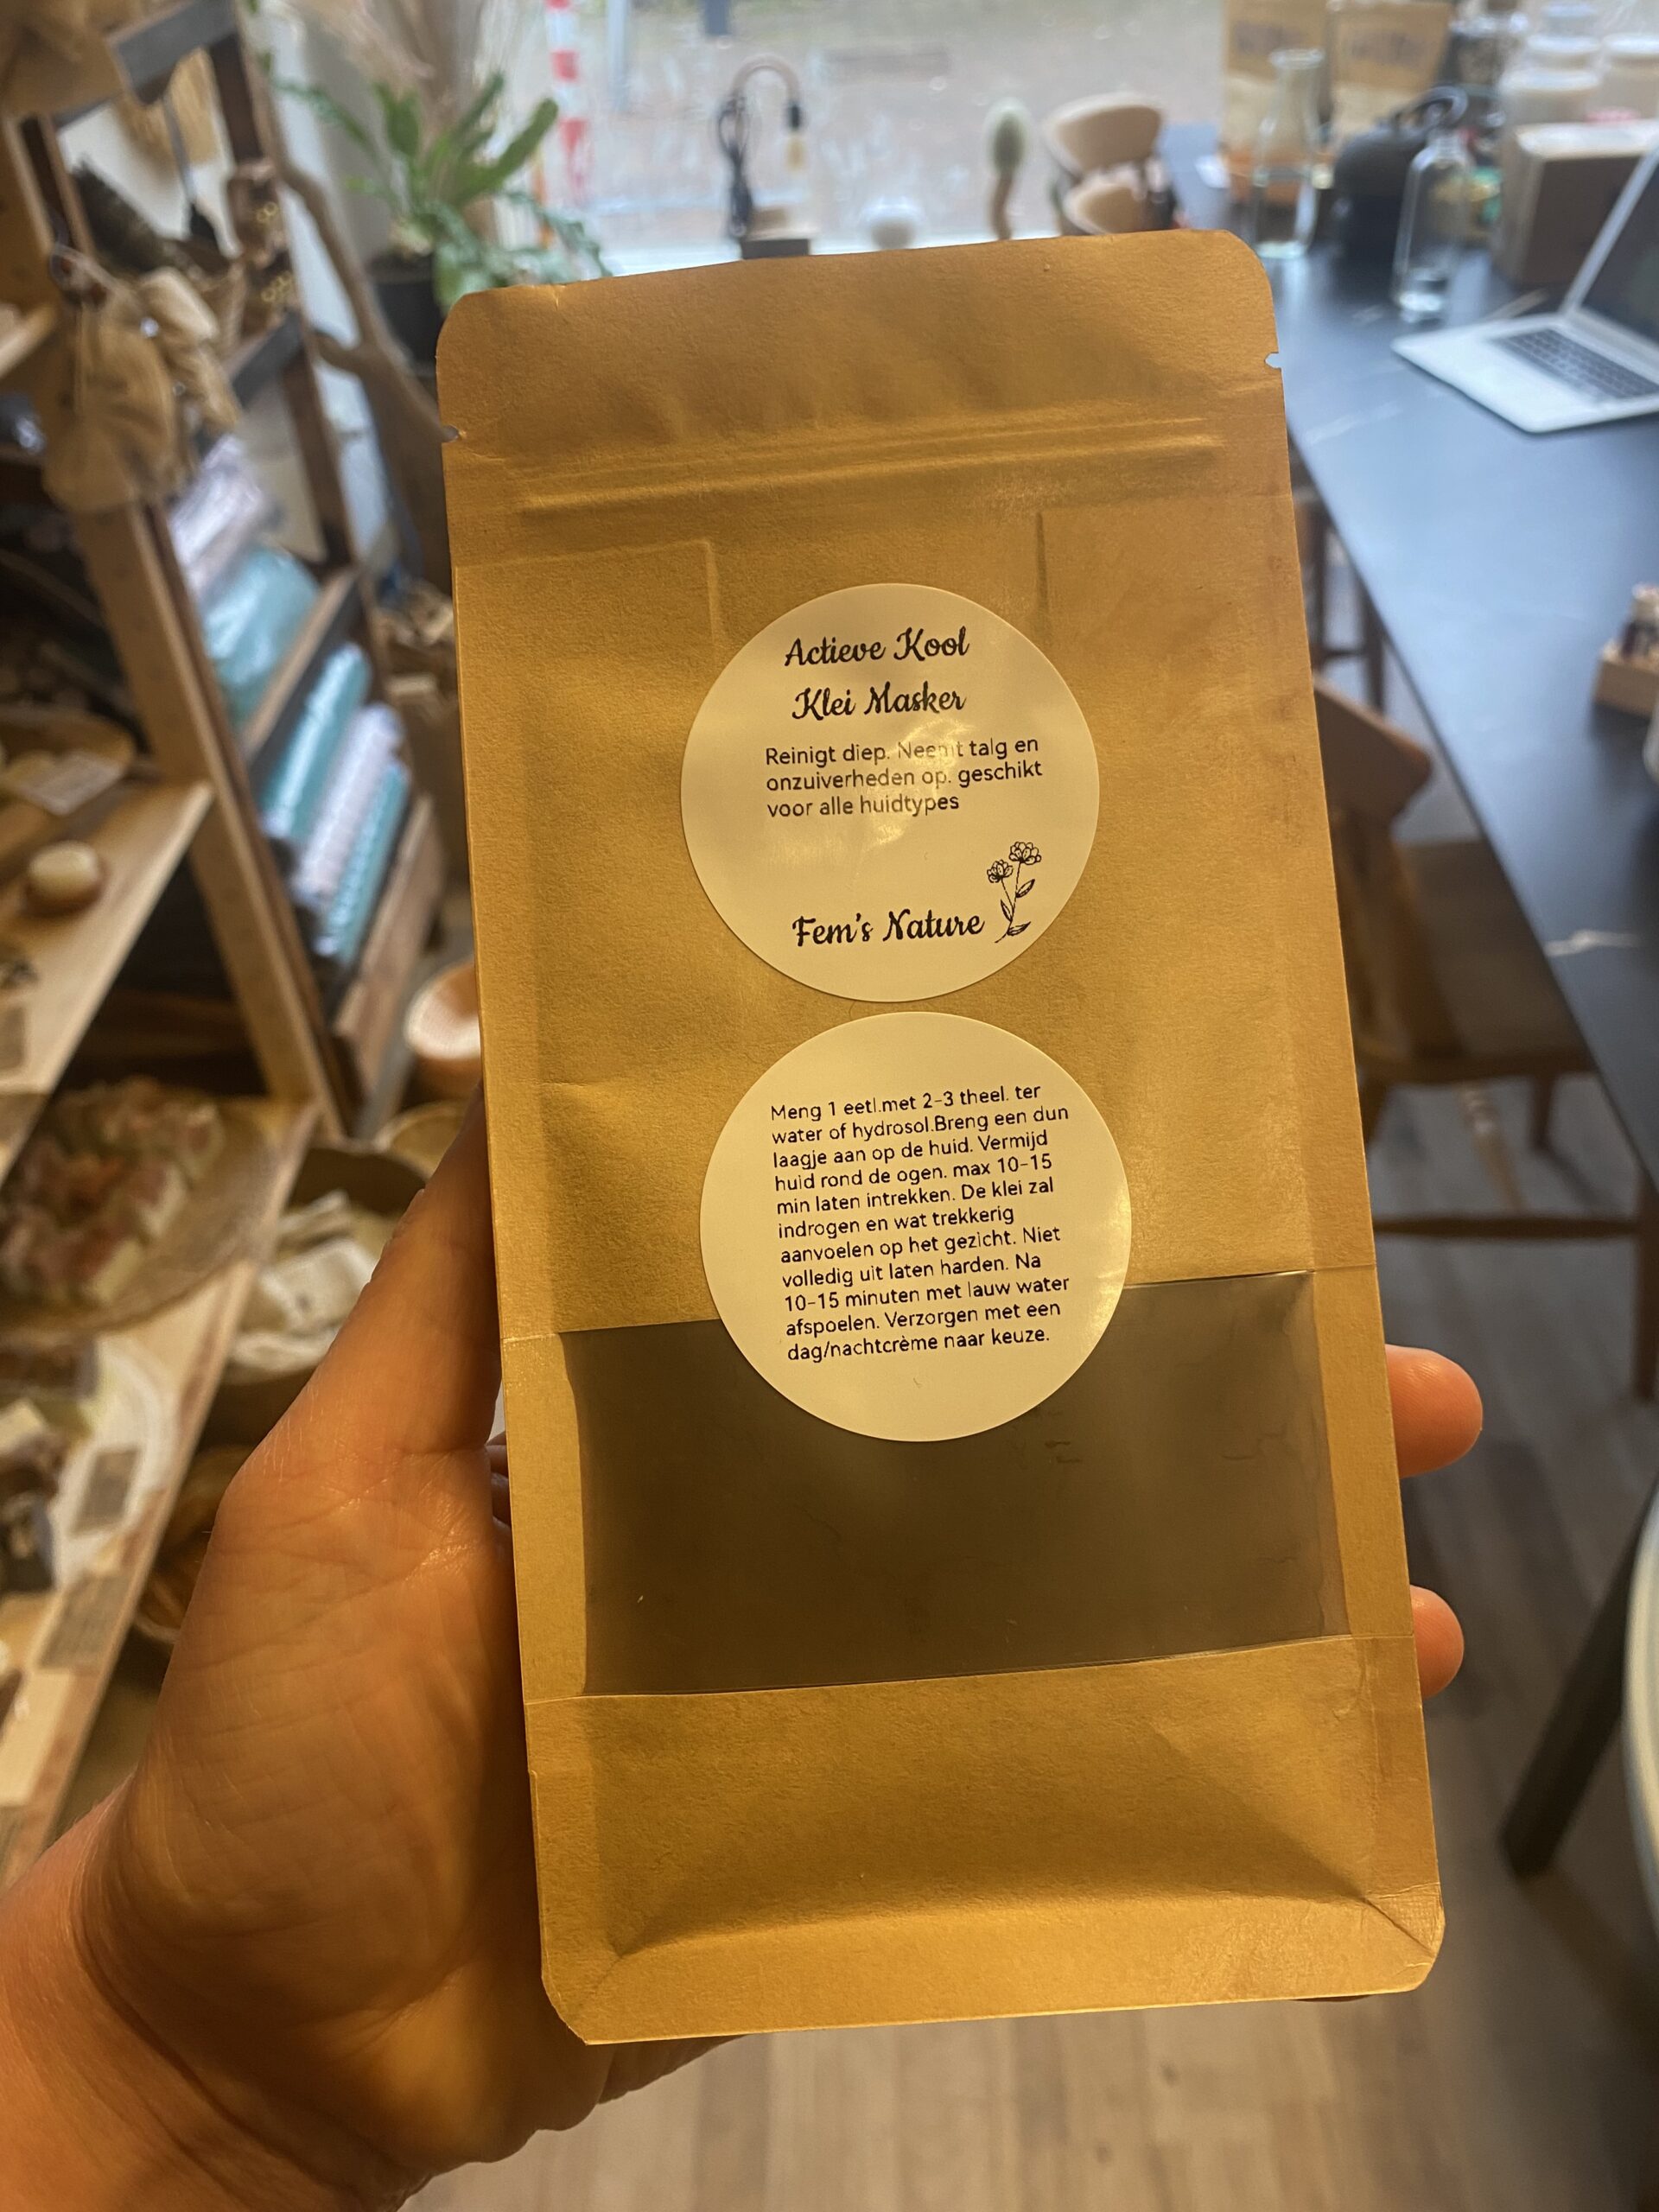 Actieve Kool
Klei Masker
Reinigt diep. Neemt talg en
onzuiverheden op. geschikt
voor alle huidtypes
Fem's Nature
Meng 1 eetl.met 2-3 theel. ter
water of hydrosol.Breng een dun
laagje aan op de huid. Vermijd
huid rond de ogen. max 10-15
min laten intrekken. De klei zal
indrogen en wat trekkerig
aanvoelen op het gezicht. Niet
volledig uit laten harden. Na
10-15 minuten met lauw water
afspoelen. Verzorgen met een
dag/nachtcrème naar keuze.